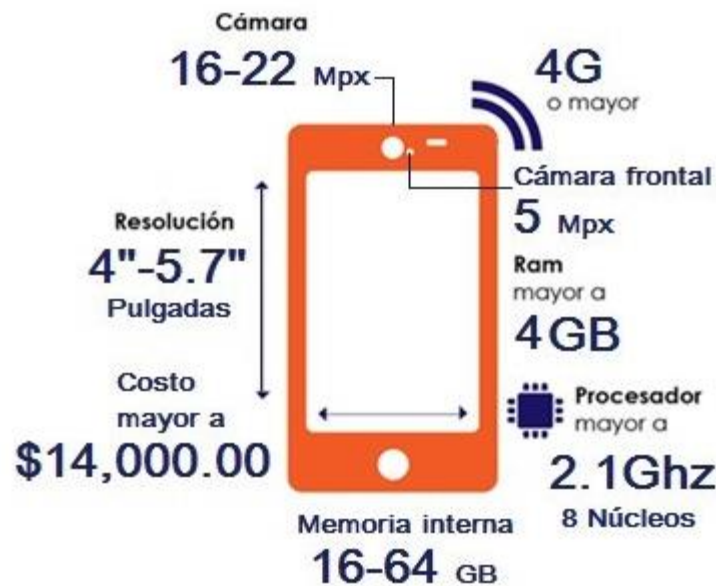 Cámara
16-22 Mpx
4G
o mayor
Cámara frontal
5 Mpx
Resolución
4"-5.7"
Pulgadas
Ram
mayor a
4GB
Costo
mayor a
$14,000.00
Procesador
mayor a
2.1Ghz
8 Núcleos
Memoria interna
16-64 GB